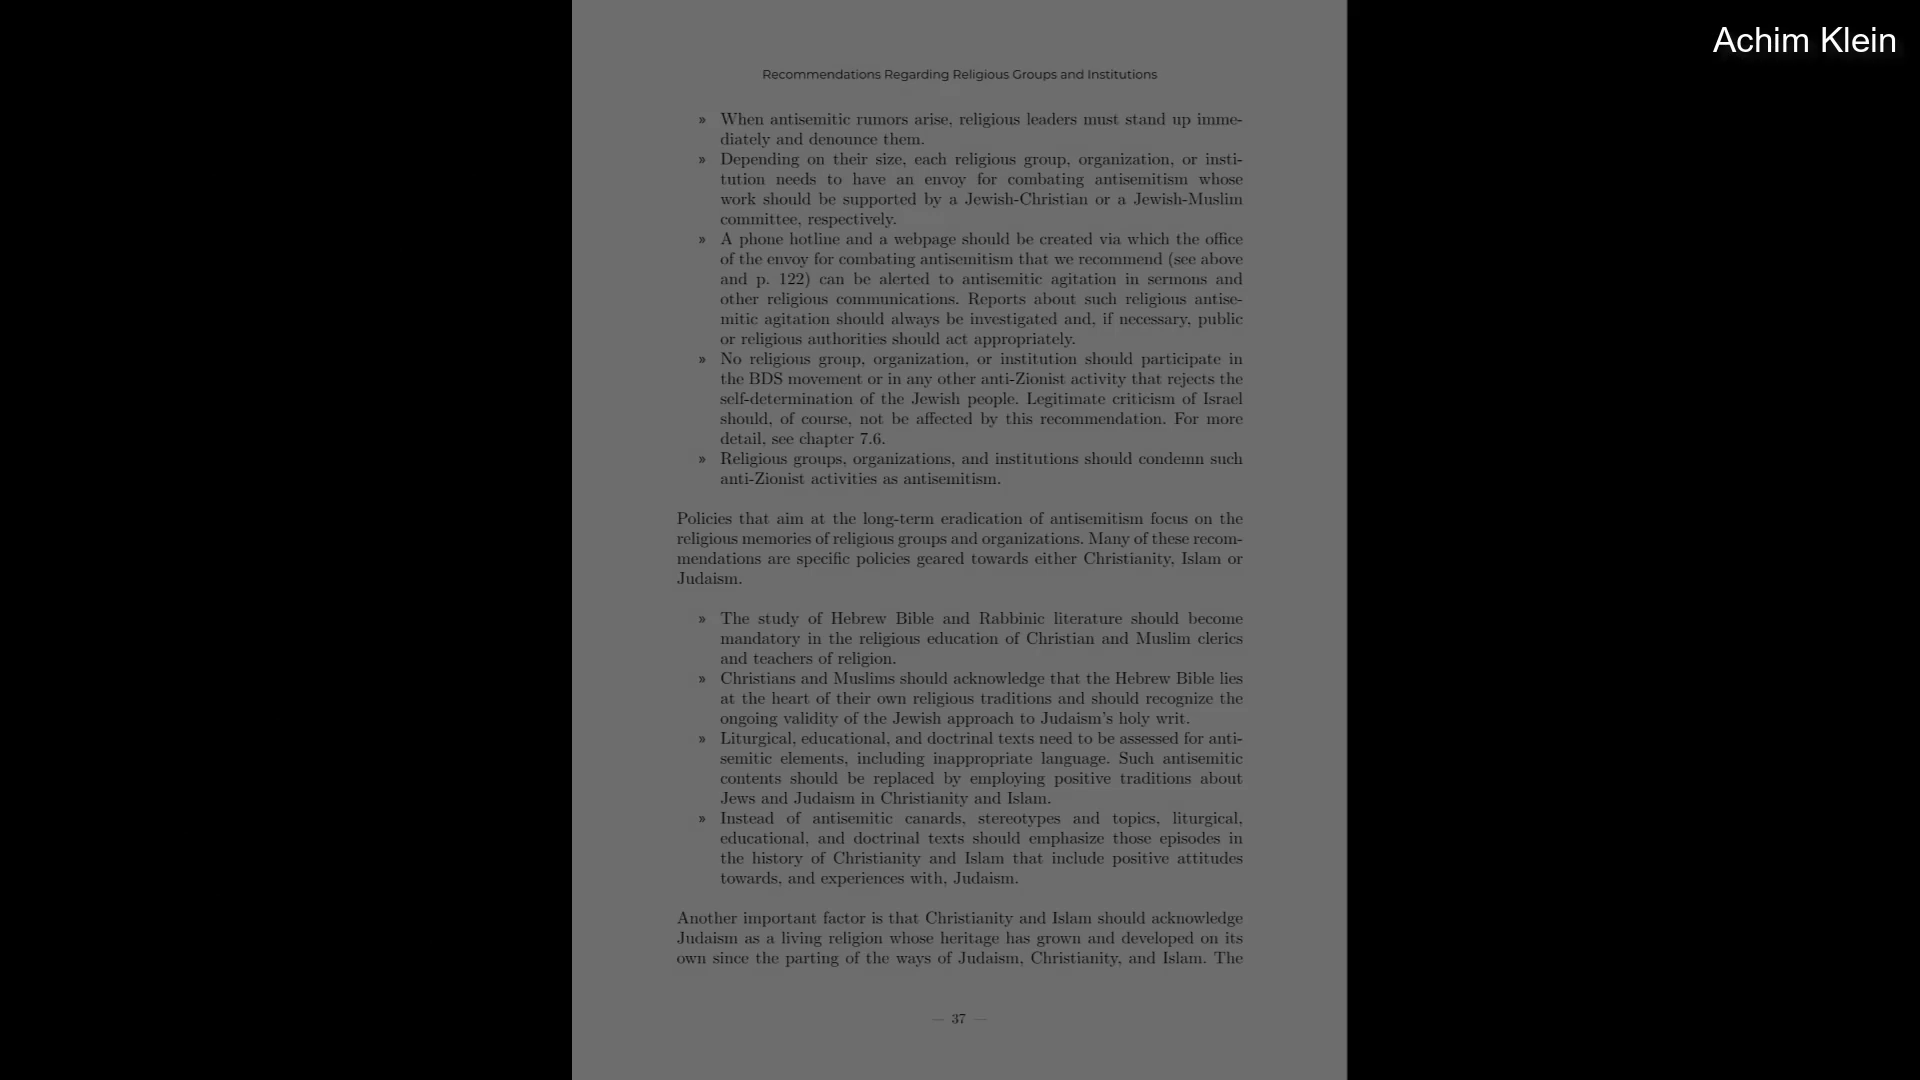 Achim Klein
Recommendations Regarding Religious Groups and Institutions
» When antisemitic rumors arise, religious leaders must stand up imme-
diately and denounce them.
» Depending on their size, each religious group, organization, or insti-
tution needs to have an envoy for combating antisemitism whose
work should be supported by a Jewish-Christian or a Jewish-Muslim
committee, respectively.
» A phone hotline and a webpage should be created via which the office
of the envoy for combating antisemitism that we recommend (see above
and p. 122) can be alerted to antisemitic agitation in sermons and
other religious communications. Reports about such religious antise-
mitic agitation should always be investigated and, if necessary, public
or religious authorities should act appropriately.
» No religious group, organization, or institution should participate in
the BDS movement or in any other anti-Zionist activity that rejects the
self-determination of the Jewish people. Legitimate criticism of Israel
should, of course, not be affected by this recommendation. For more
detail, see chapter 7.6.
» Religious groups, organizations, and institutions should condemn such
anti-Zionist activities as antisemitism.
Policies that aim at the long-term eradication of antisemitism focus on the
religious memories of religious groups and organizations. Many of these recom-
mendations are specific policies geared towards either Christianity, Islam or
Judaism.
» The study of Hebrew Bible and Rabbinic literature should become
mandatory in the religious education of Christian and Muslim clerics
and teachers of religion.
» Christians and Muslims should acknowledge that the Hebrew Bible lies
at the heart of their own religious traditions and should recognize the
ongoing validity of the Jewish approach to Judaism's holy writ.
» Liturgical, educational, and doctrinal texts need to be assessed for anti-
semitic elements, including inappropriate language. Such antisemitic
contents should be replaced by employing positive traditions about
Jews and Judaism in Christianity and Islam.
» Instead of antisemitic canards, stereotypes and topics, liturgical,
educational, and doctrinal texts should emphasize those episodes in
the history of Christianity and Islam that include positive attitudes
towards, and experiences with, Judaism.
Another important factor is that Christianity and Islam should acknowledge
Judaism as a living religion whose heritage has grown and developed on its
own since the parting of the ways of Judaism, Christianity, and Islam. The
— 37 —